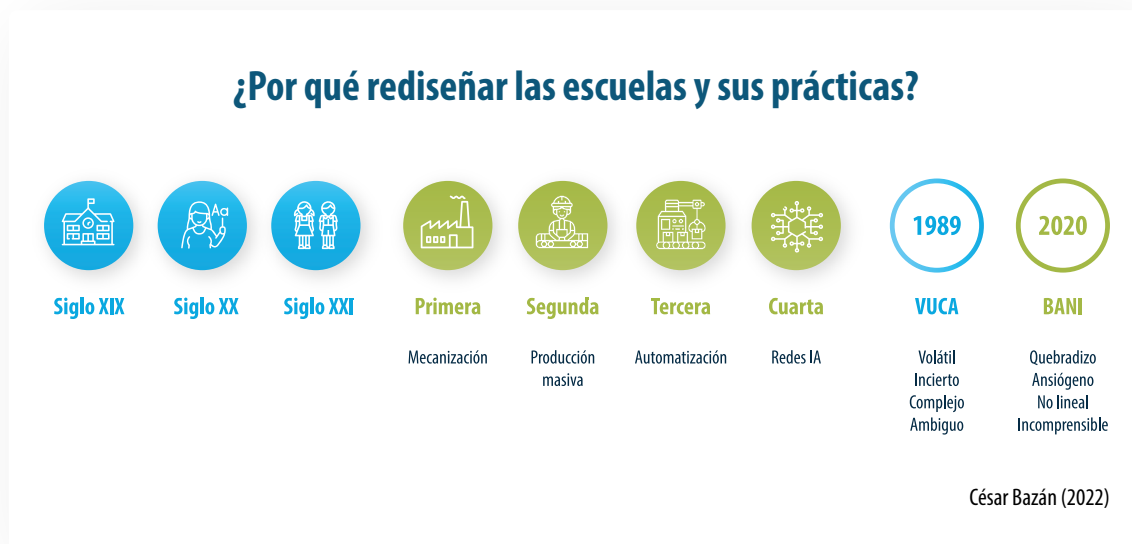 ¿Por qué rediseñar las escuelas y sus prácticas?
Aa
Siglo XIX
Siglo XX
Siglo XXI
Primera
Mecanización
Segunda
Producción
masiva
Tercera
Automatización
Cuarta
Redes IA
1989
VUCA
Volátil
Incierto
Complejo
Ambiguo
2020
BANI
Quebradizo
Ansiógeno
No lineal
Incomprensible
César Bazán (2022)